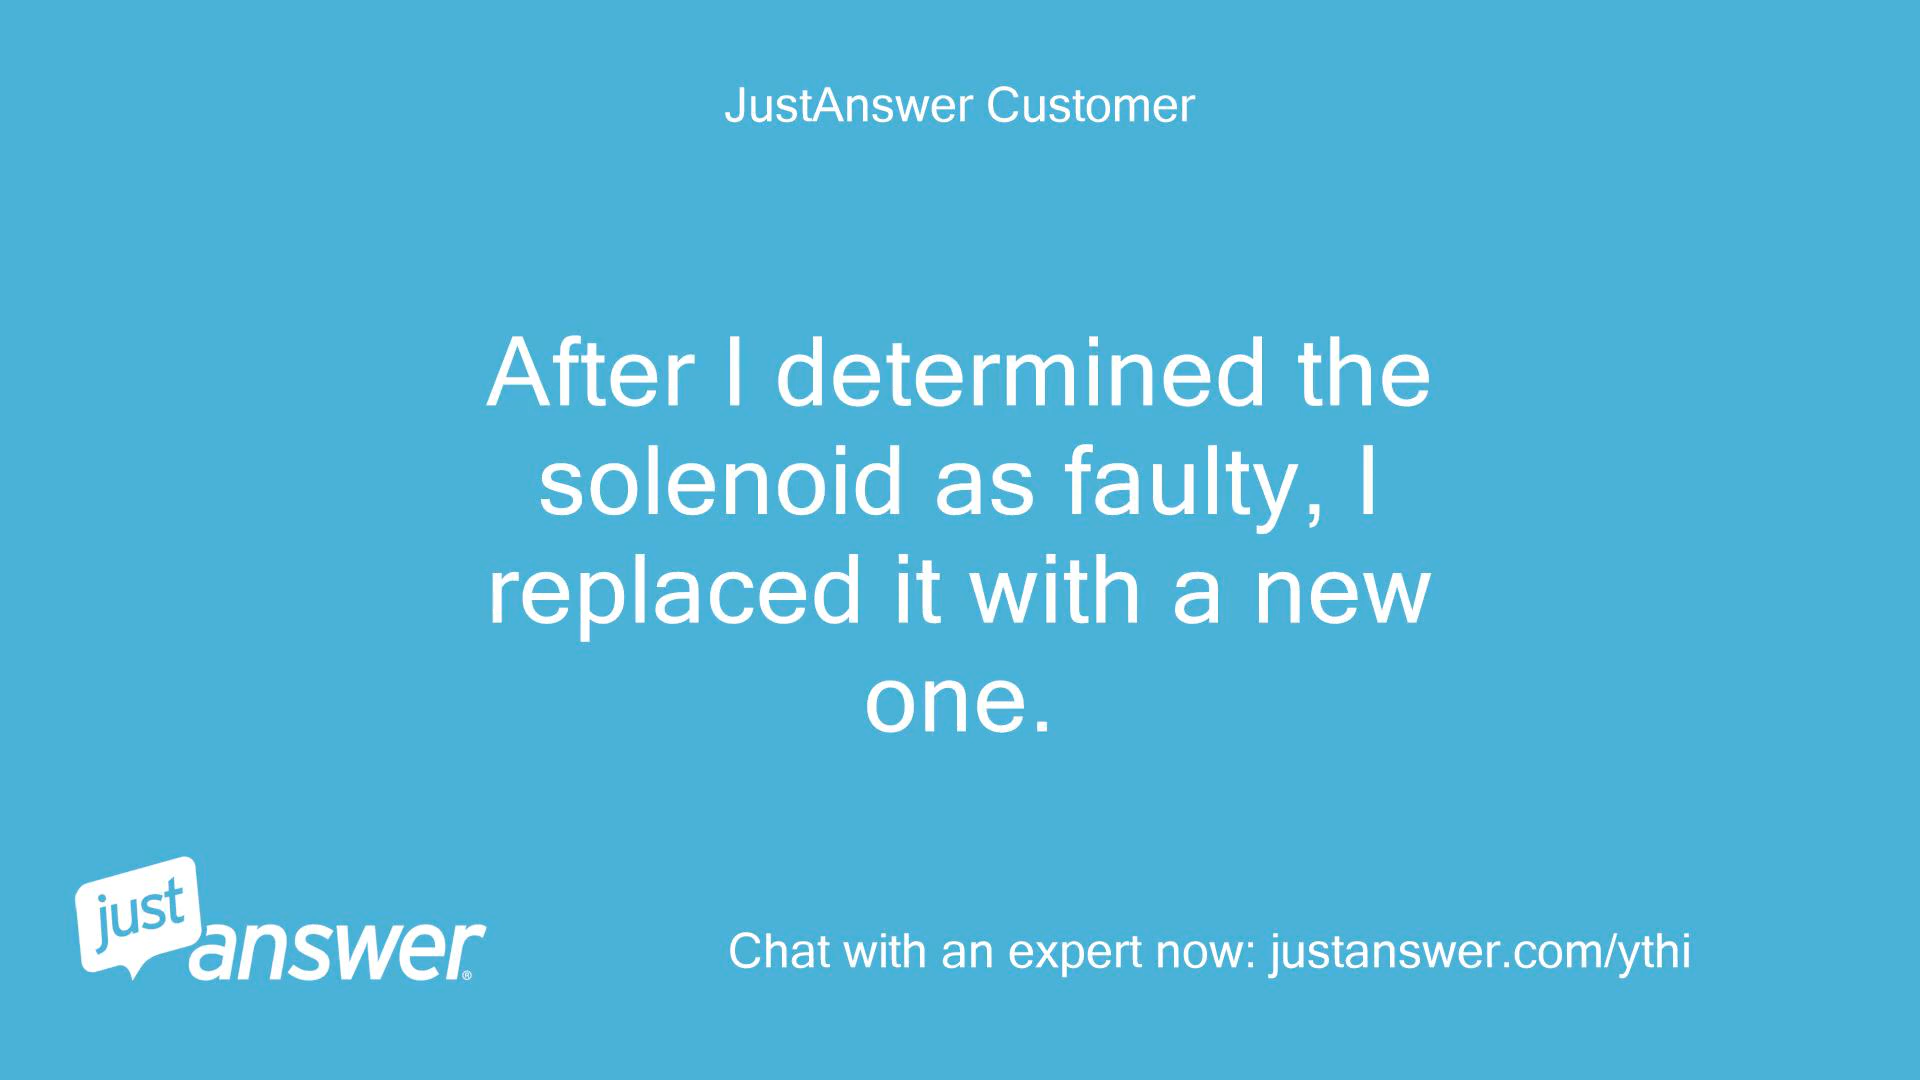 JustAnswer Customer
After I determined the
solenoid as faulty, I
replaced it with a new
one.
just
answer®
Chat with an expert now: justanswer.com/ythi